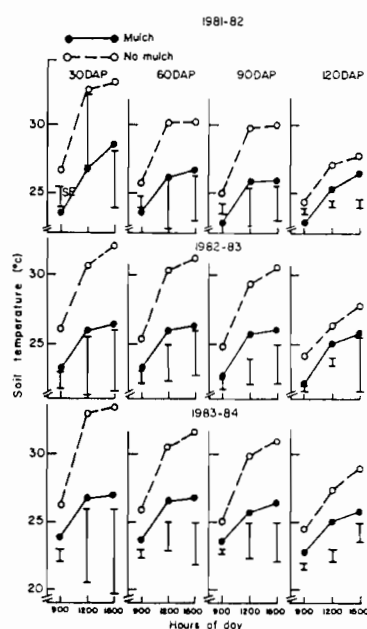 1981-82
Mulch
No mulch
30DAP 60DAP 90DAP 120DAP
30
25
SE
1982-83
30
25
Soil temperature (°c)
1983-84
30
25
20
900 1200 1600 900 1200 1600 900 1200 1600 900 1200 1600
Hours of day